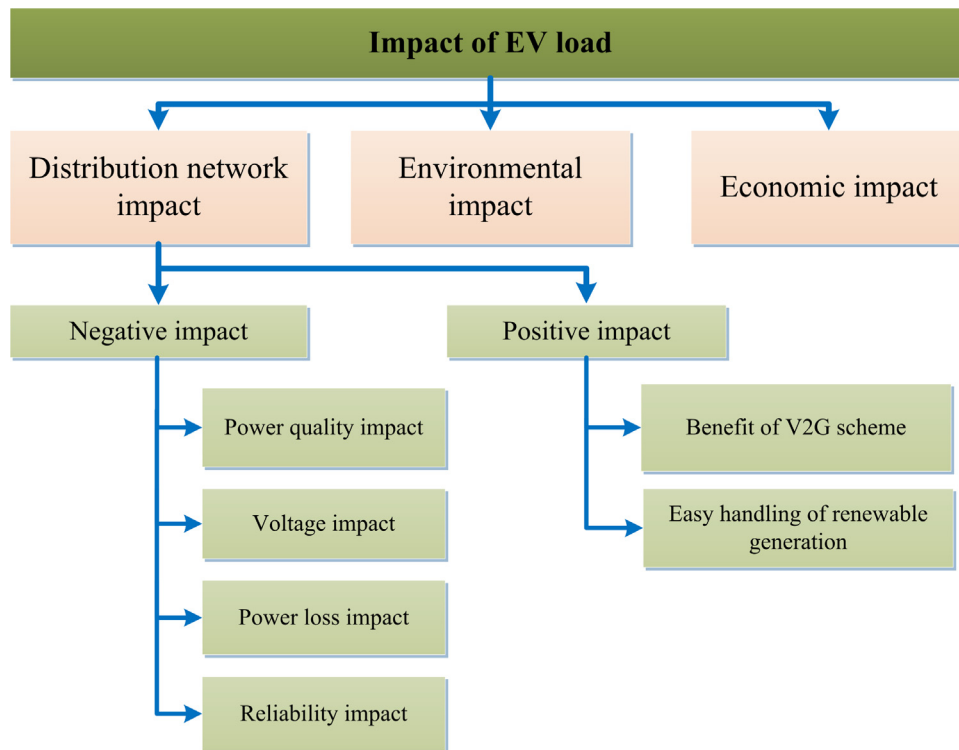 Impact of EV load
Distribution network
impact
Environmental
impact
Economic impact
Negative impact
Positive impact
Power quality impact
Voltage impact
Power loss impact
Reliability impact
Benefit of V2G scheme
Easy handling of renewable
generation